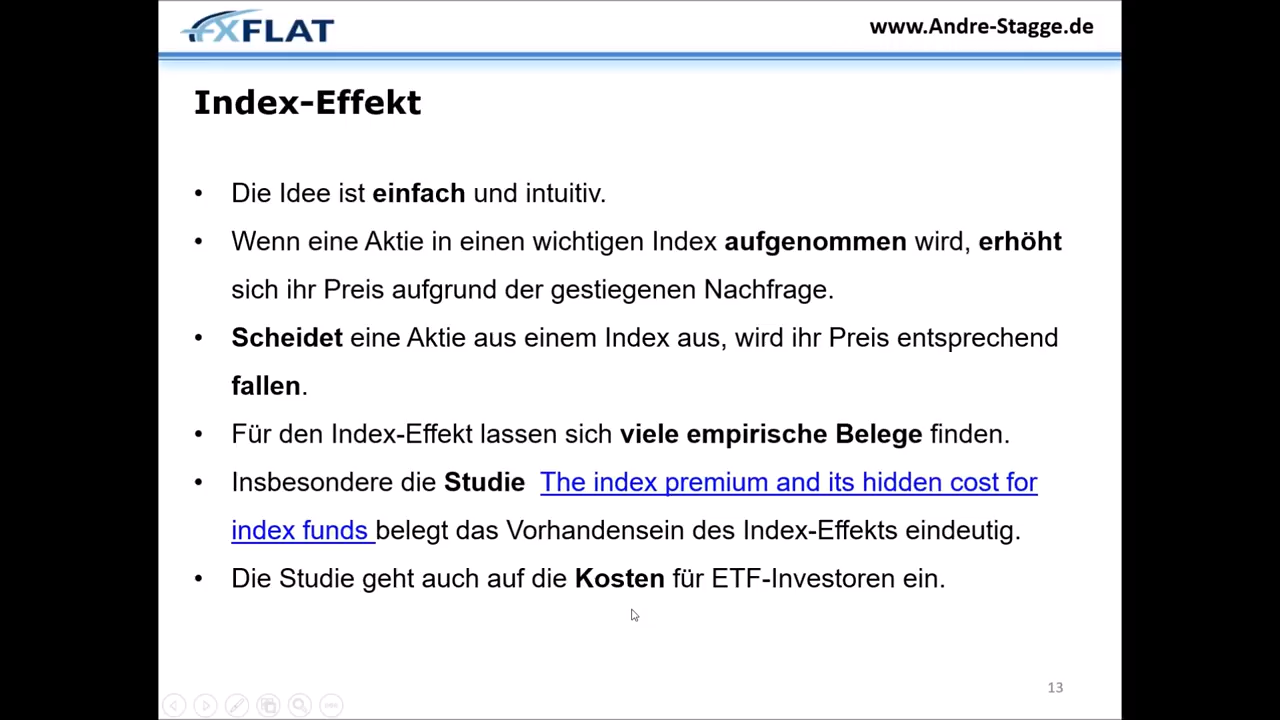 FXFLAT
www.Andre-Stagge.de
Index-Effekt
• Die Idee ist einfach und intuitiv.
• Wenn eine Aktie in einen wichtigen Index aufgenommen wird, erhöht
sich ihr Preis aufgrund der gestiegenen Nachfrage.
• Scheidet eine Aktie aus einem Index aus, wird ihr Preis entsprechend
fallen.
• Für den Index-Effekt lassen sich viele empirische Belege finden.
• Insbesondere die Studie The index premium and its hidden cost for
index funds belegt das Vorhandensein des Index-Effekts eindeutig.
• Die Studie geht auch auf die Kosten für ETF-Investoren ein.
13